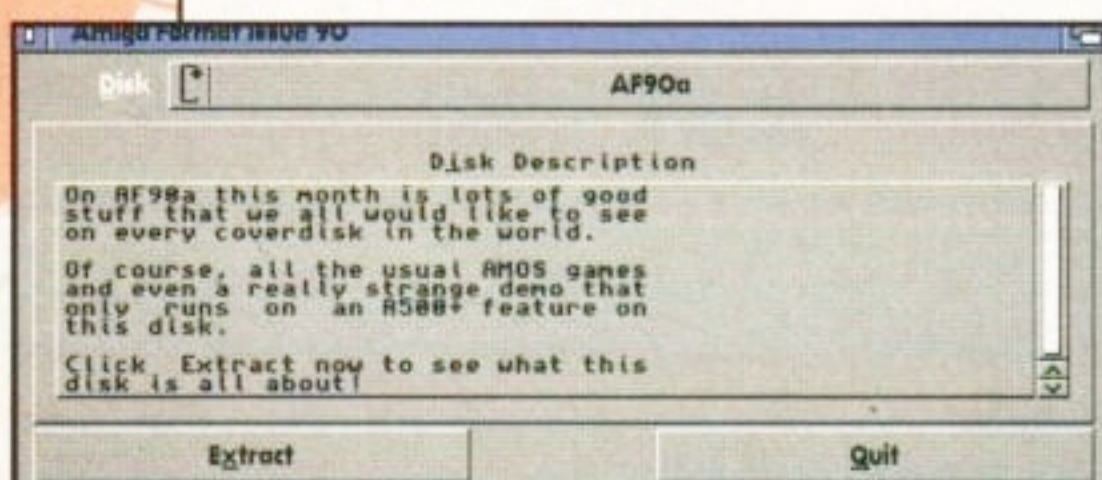 Amiga Format Issue 90
Disk
AF90a
Disk Description
On AF90a this month is lots of good
stuff that we all would like to see
on every coverdisk in the world.
Of course, all the usual AMOS games
and even a really strange demo that
only runs on an A500+ feature on
this disk.
Click Extract now to see what this
disk is all about!
Extract
Quit